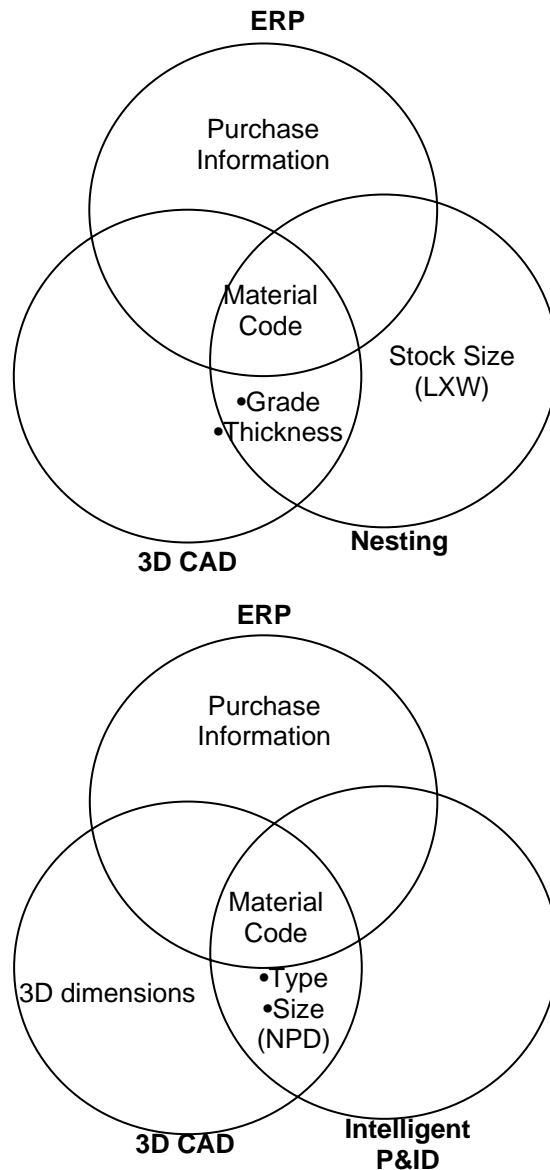 ERP
Purchase
Information
Material
Code
Stock Size
(LXW)
•Grade
•Thickness
Nesting
3D CAD
ERP
Purchase
Information
Material
Code
•Type
3D dimensions
•Size
(NPD)
Intelligent
P&ID
3D CAD